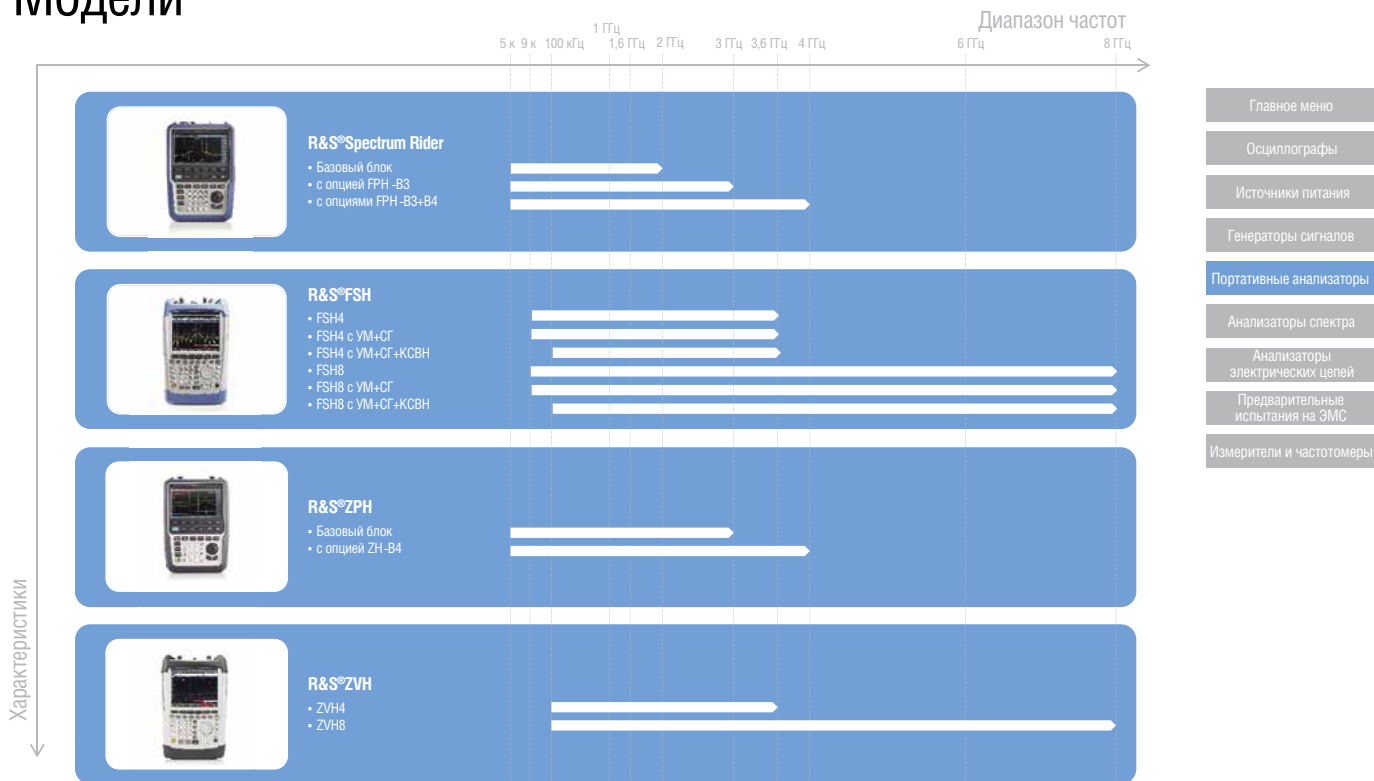 Модели
Диапазон частот
1 ГГц
5 к 9 к 100 кГц 1,6 ГГц 2 ГГц 3 ГГц 3,6 ГГц 4 ГГц 6 ГГц 8 ГГц
R&S®Spectrum Rider
• Базовый блок
• с опцией FPH -B3
• с опциями FPH -B3+B4
R&S®FSH
• FSH4
• FSH4 с УМ+СГ
• FSH4 с УМ+СГ+КСВН
• FSH8
• FSH8 с УМ+СГ
• FSH8 с УМ+СГ+КСВН
R&S®ZPH
• Базовый блок
• с опцией ZH -B4
R&S®ZVH
• ZVH4
• ZVH8
Характеристики
Главное меню
Осциллографы
Источники питания
Генераторы сигналов
Портативные анализаторы
Анализаторы спектра
Анализаторы
электрических цепей
Предварительные
испытания на ЭМС
Измерители и частотомеры